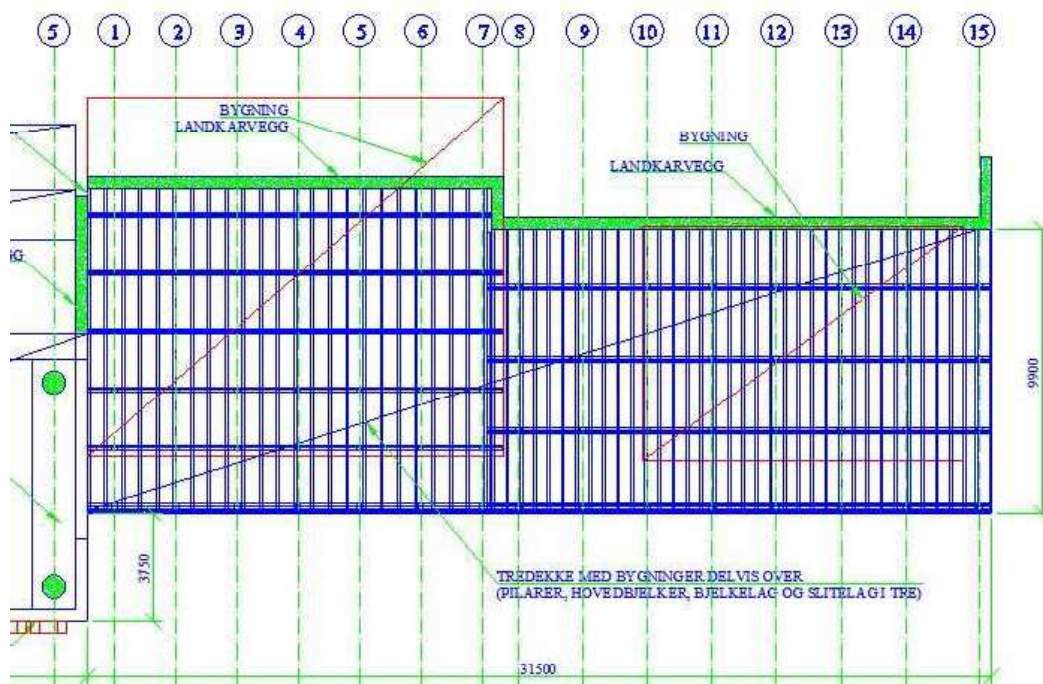 5 1 2 3 4 5 6 7 8 9 10 11 12 13 14 15
BYGNING
LANDKARVEGG
BYGNING
LANDKARVEGG
GG
9900
3750
TREDEKKE MED BYGNINGER DELVIS OVER
(PILARER, HOVEDBJELKER, BJELKELAG OG SLITELAG I TRE)
31500